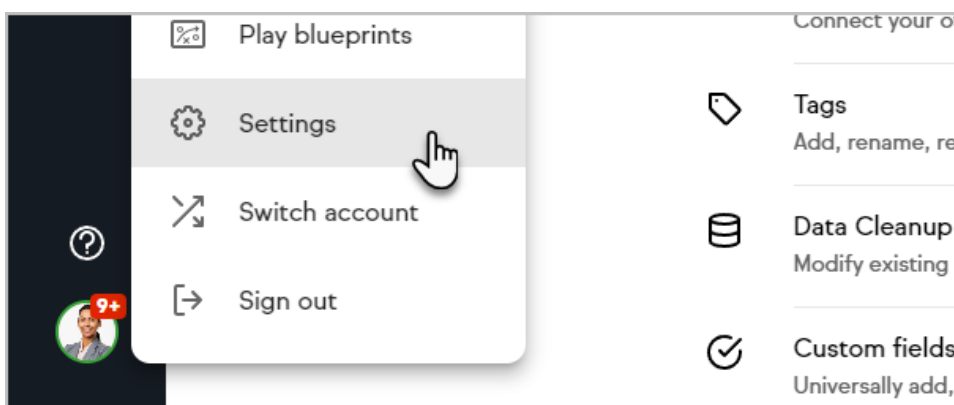 Play blueprints
Settings
Switch account
Sign out
9+
Connect your
Tags
Add, rename, re
Data Cleanup
Modify existing
Custom fields
Universally add,